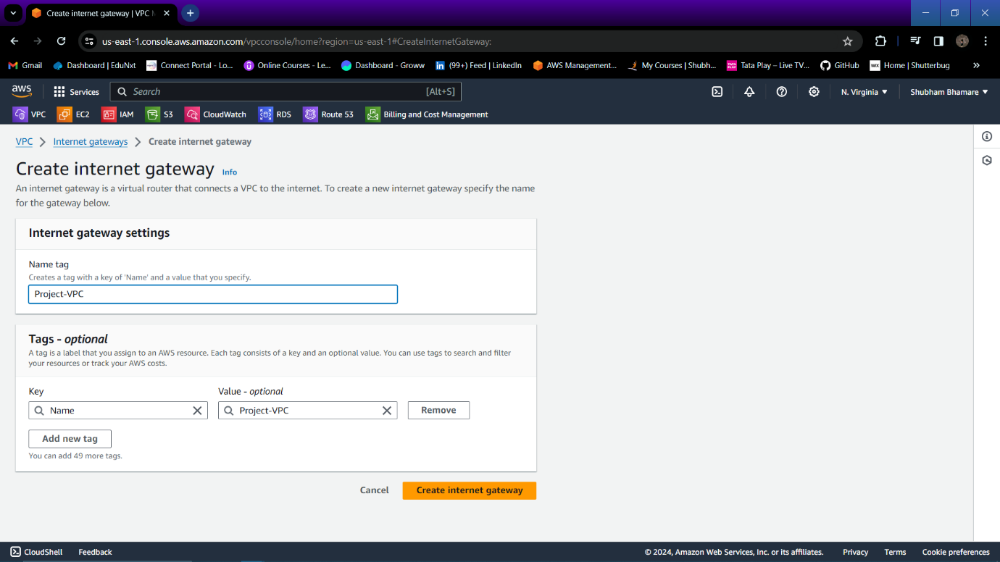 Create internet gateway | VPC M
us-east-1.console.aws.amazon.com/vpcconsole/home?region=us-east-1#CreateInternetGateway:
Gmail Dashboard | EduNxt Connect Portal - Lo... Online Courses - Le... Dashboard - Groww (99+) Feed | LinkedIn AWS Management... My Courses | Shubh... Tata Play – Live TV... GitHub Home | Shutterbug »
aws Services Search [Alt+S] N. Virginia Shubham Bhamare
VPC EC2 IAM S3 CloudWatch RDS Route 53 Billing and Cost Management
VPC Internet gateways Create internet gateway
Create internet gateway Info
An internet gateway is a virtual router that connects a VPC to the internet. To create a new internet gateway specify the name
for the gateway below.
Internet gateway settings
Name tag
Creates a tag with a key of 'Name' and a value that you specify.
Project-VPC
Tags - optional
A tag is a label that you assign to an AWS resource. Each tag consists of a key and an optional value. You can use tags to search and filter
your resources or track your AWS costs.
Key Value - optional
Name Project-VPC Remove
Add new tag
You can add 49 more tags.
Cancel Create internet gateway
CloudShell Feedback © 2024, Amazon Web Services, Inc. or its affiliates. Privacy Terms Cookie preferences